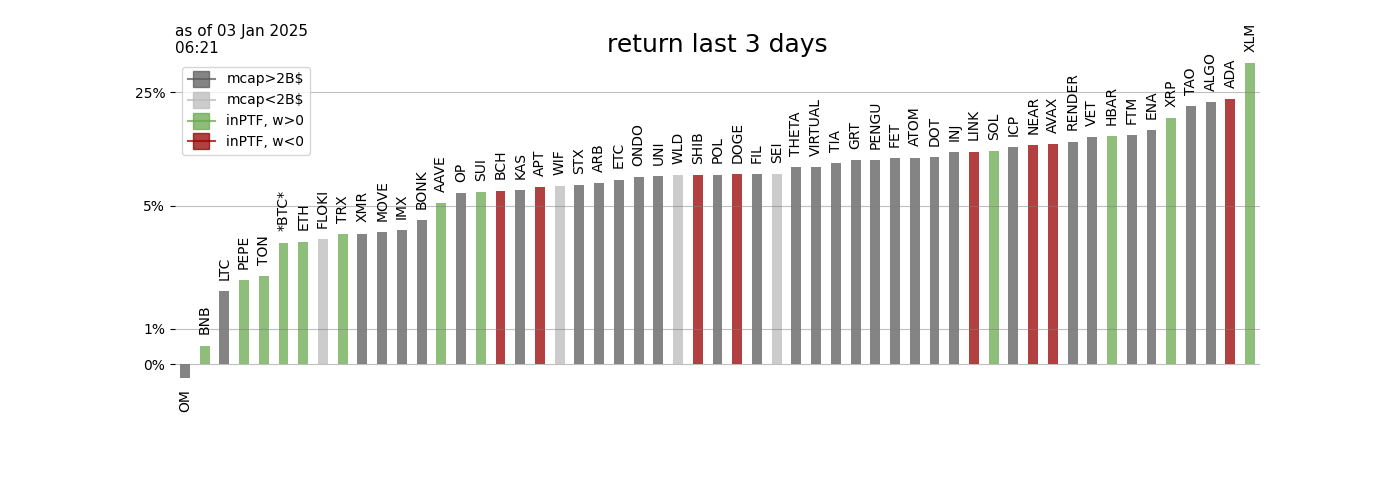 as of 03 Jan 2025
06:21
return last 3 days
mcap>2B$
mcap<2B$
inPTF, w>0
inPTF, w<0
25%
5%
1%
0%
OM
BNB
LTC
PEPE
TON
*BTC*
ETH
FLOKI
TRX
XMR
MOVE
IMX
BONK
AAVE
OP
SUI
BCH
KAS
APT
WIF
STX
ARB
ETC
ONDO
UNI
WLD
SHIB
POL
DOGE
FIL
SEI
THETA
VIRTUAL
TIA
GRT
PENGU
FET
ATOM
DOT
INJ
LINK
SOL
ICP
NEAR
AVAX
RENDER
VET
HBAR
FTM
ENA
XRP
TAO
ALGO
ADA
XLM